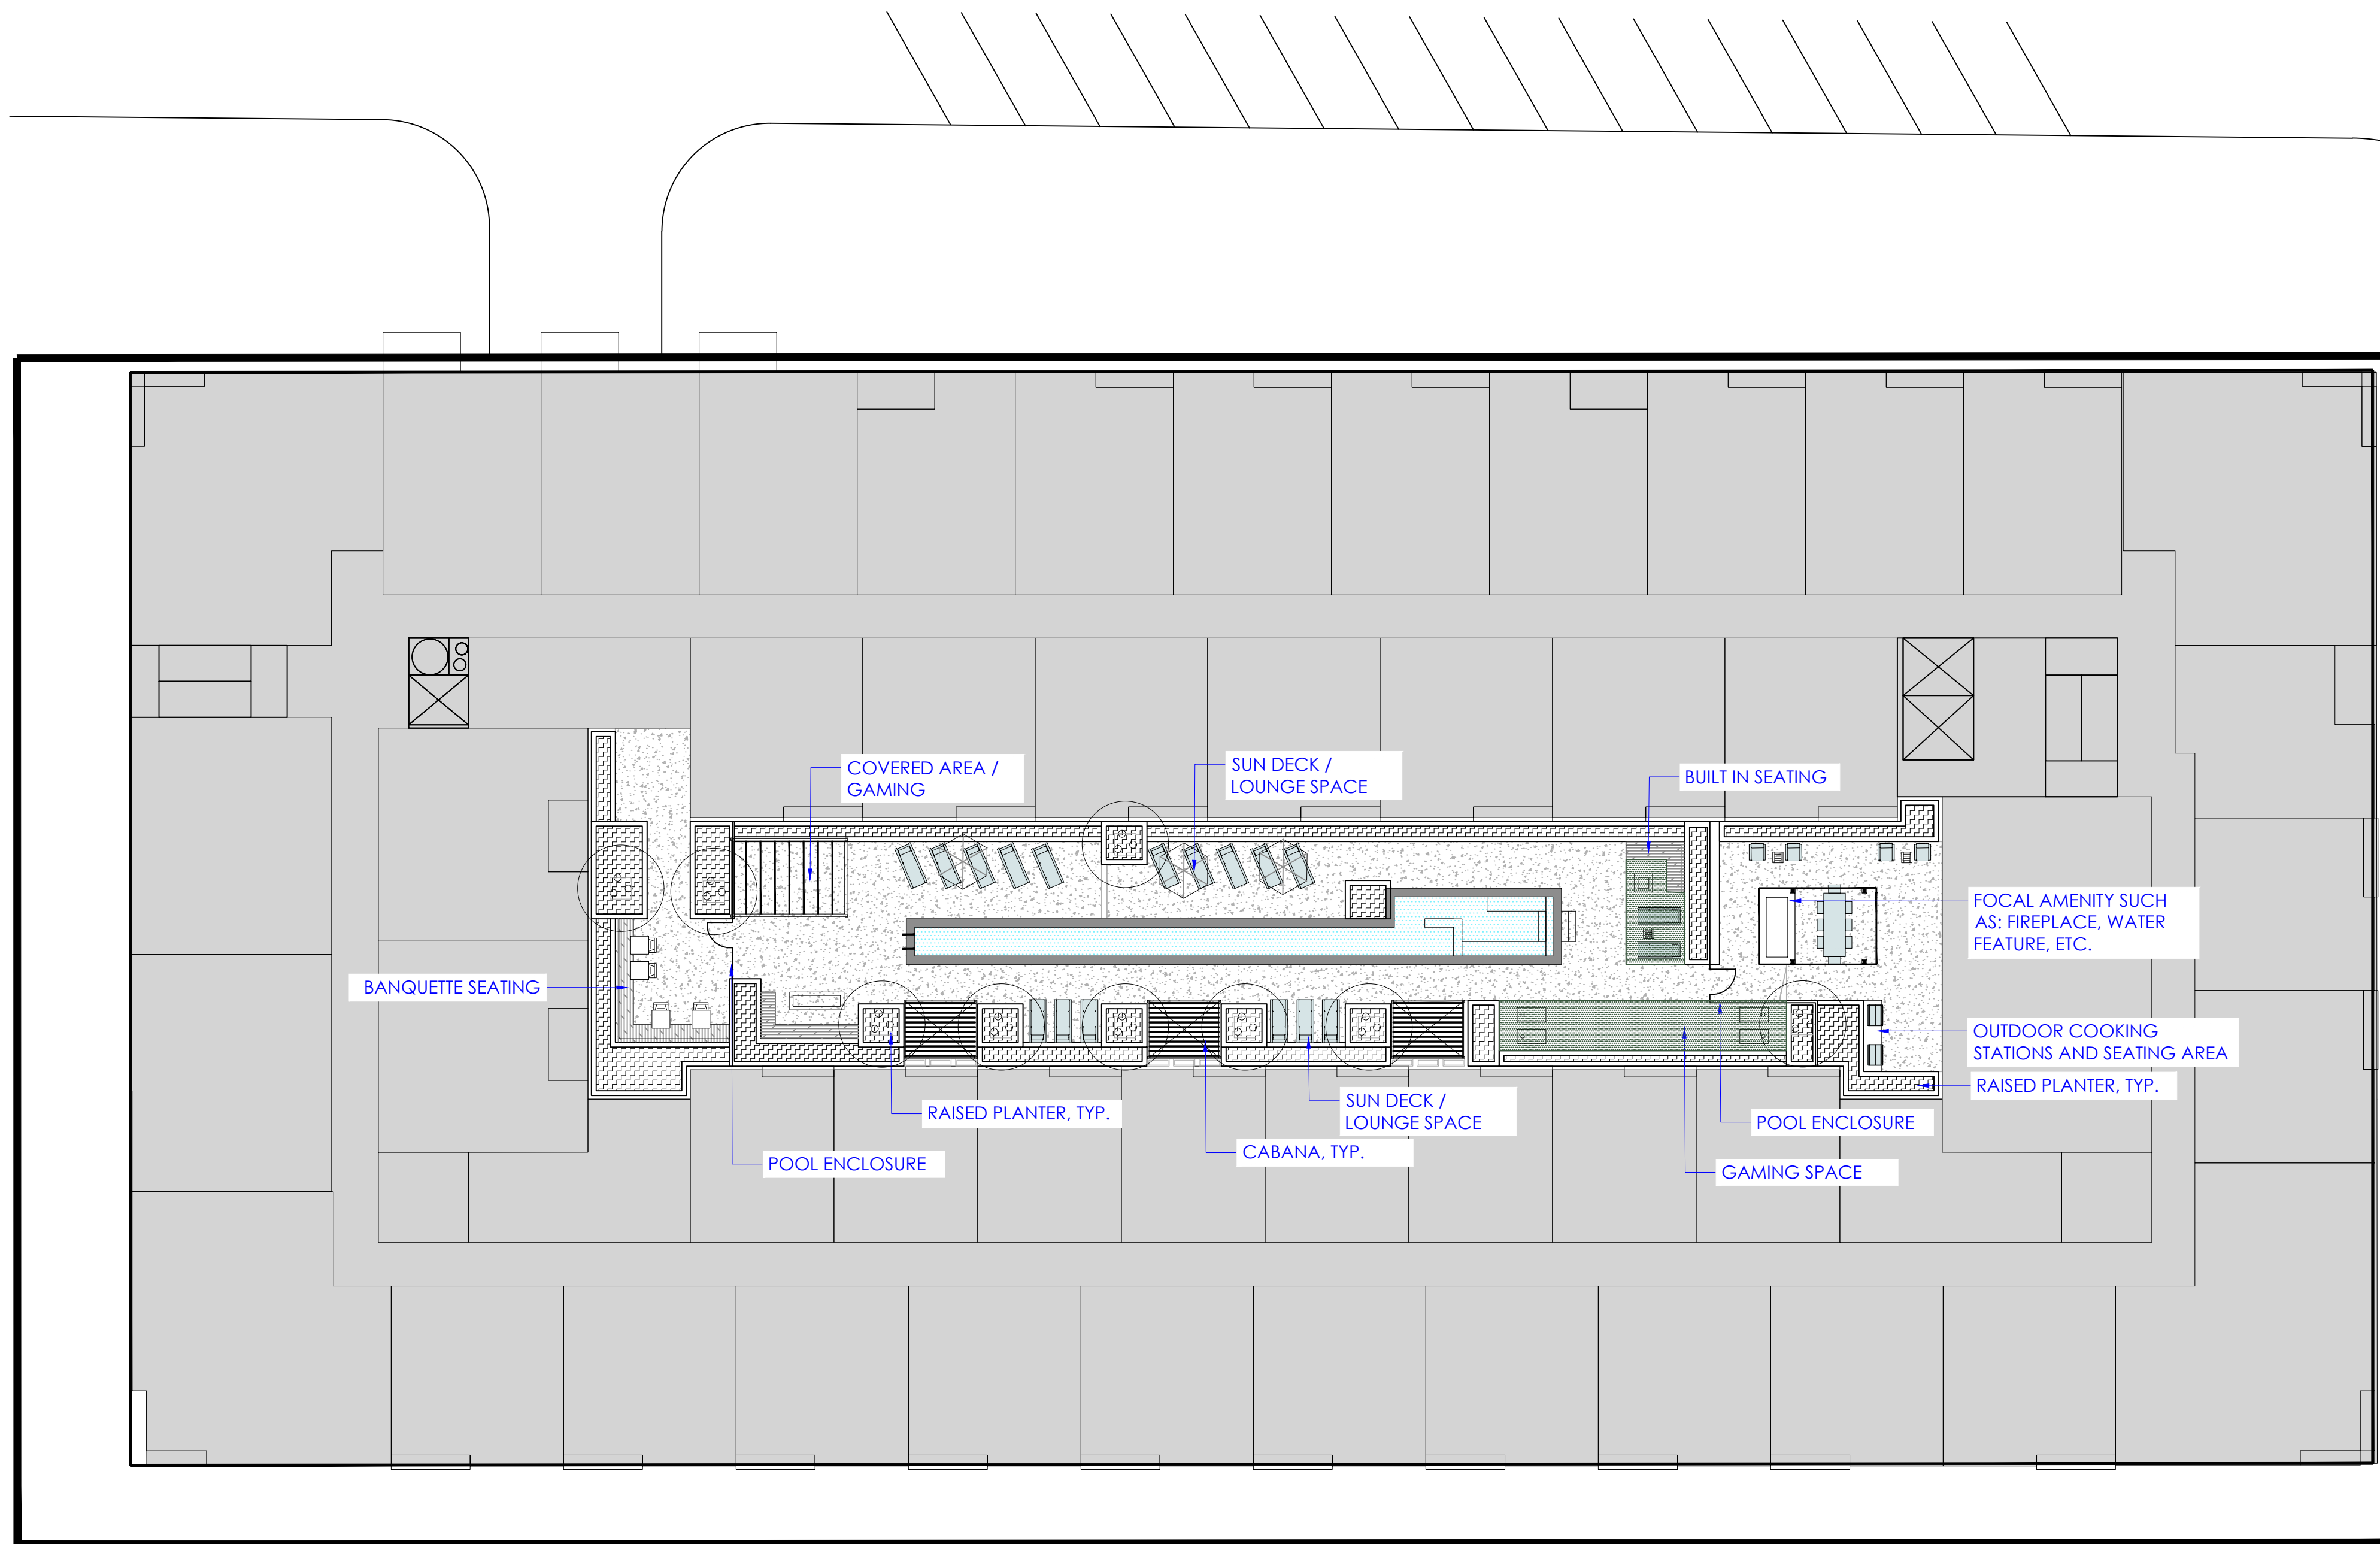 COVERED AREA /
GAMING
SUN DECK /
LOUNGE SPACE
BUILT IN SEATING
FOCAL AMENITY SUCH
AS: FIREPLACE, WATER
FEATURE, ETC.
BANQUETTE SEATING
OUTDOOR COOKING
STATIONS AND SEATING AREA
RAISED PLANTER, TYP.
RAISED PLANTER, TYP.
SUN DECK /
LOUNGE SPACE
POOL ENCLOSURE
CABANA, TYP.
POOL ENCLOSURE
GAMING SPACE